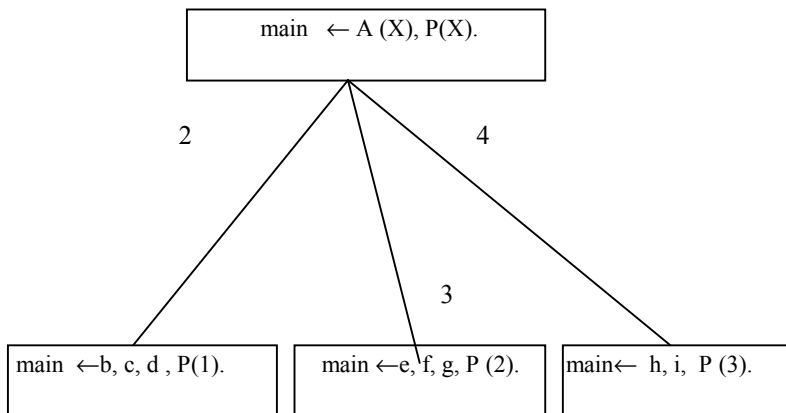 main ← A (X), P(X).
2
4
3
main ←b, c, d , P(1).
main ←e, f, g, P (2).
main← h, i, P (3).